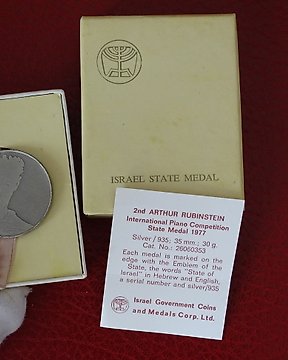 ISRAEL STATE MEDAL
2nd ARTHUR RUBINSTEIN
International Piano Competition
State Medal 1977
Silver / 935; 35 mm.; 30 g.
Cat. No.: 26060353
Each medal is marked on the
edge with the Emblem of the
State, the words "State of
Israel" in Hebrew and English,
a serial number and silver/935
Israel Government Coins
and Medals Corp. Ltd.